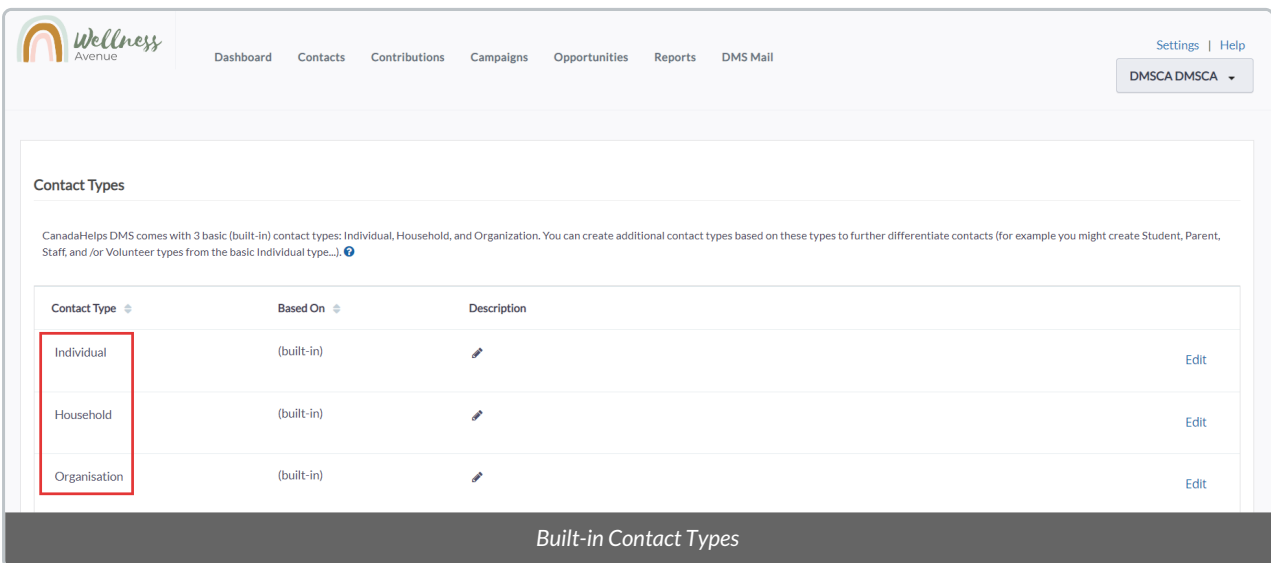 Wellness
Avenue
Dashboard Contacts Contributions Campaigns Opportunities Reports DMS Mail
Settings | Help
DMSCA DMSCA
Contact Types
CanadaHelps DMS comes with 3 basic (built-in) contact types: Individual, Household, and Organization. You can create additional contact types based on these types to further differentiate contacts (for example you might create Student, Parent,
Staff, and /or Volunteer types from the basic Individual type...). ?
Contact Type Based On Description
Individual (built-in) Edit
Household (built-in) Edit
Organisation (built-in) Edit
Built-in Contact Types